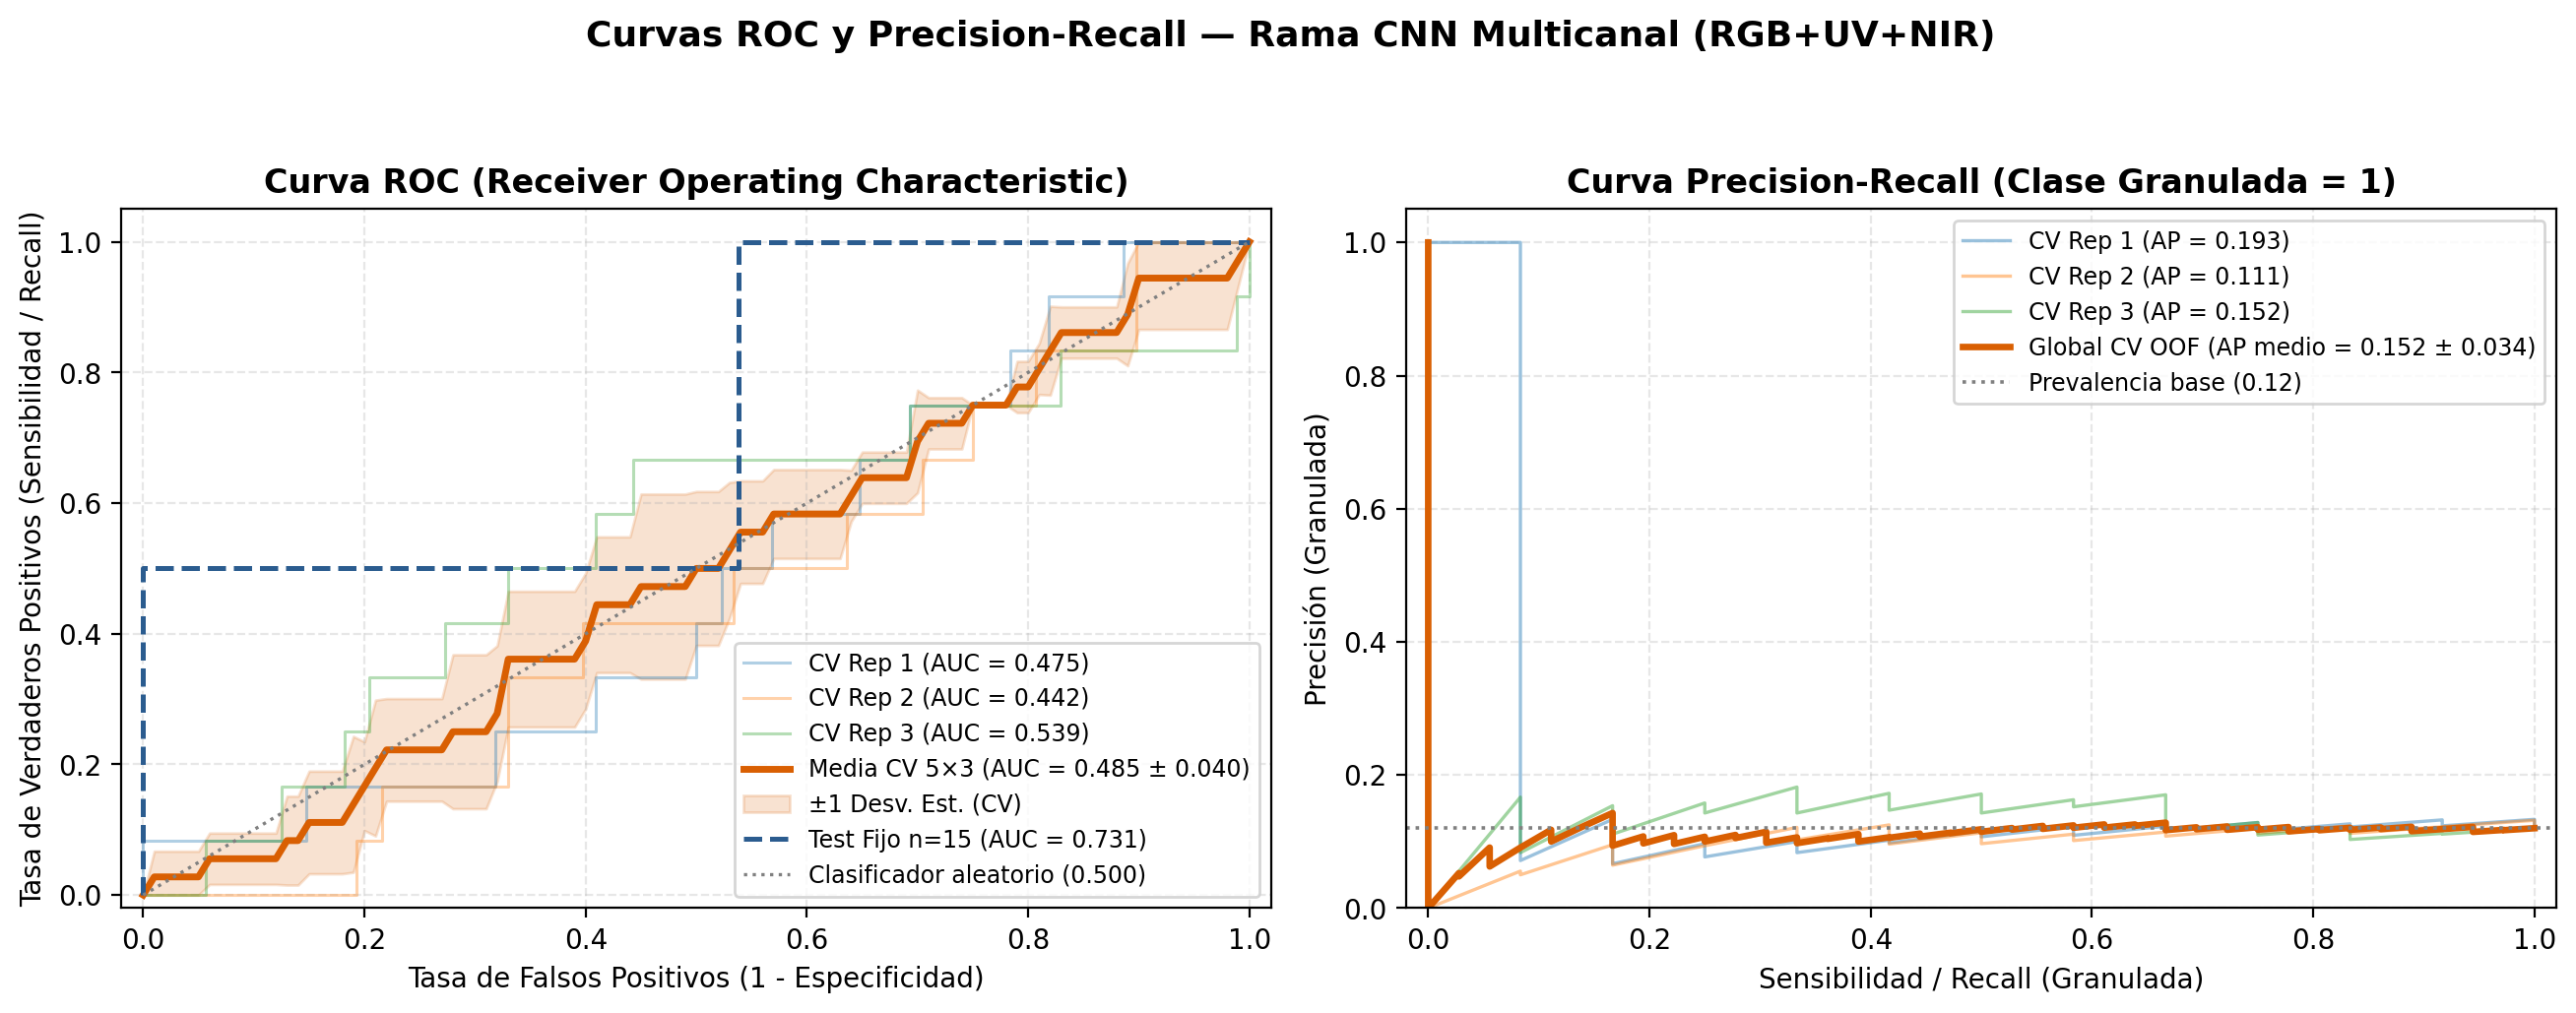 Curvas ROC y Precision-Recall — Rama CNN Multicanal (RGB+UV+NIR)
Curva ROC (Receiver Operating Characteristic)
Tasa de Verdaderos Positivos (Sensibilidad / Recall)
1.0
0.8
0.6
0.4
0.2
0.0
CV Rep 1 (AUC = 0.475)
CV Rep 2 (AUC = 0.442)
CV Rep 3 (AUC = 0.539)
Media CV 5×3 (AUC = 0.485 ± 0.040)
±1 Desv. Est. (CV)
Test Fijo n=15 (AUC = 0.731)
Clasificador aleatorio (0.500)
0.0 0.2 0.4 0.6 0.8 1.0
Tasa de Falsos Positivos (1 - Especificidad)
Curva Precision-Recall (Clase Granulada = 1)
Precisión (Granulada)
1.0
0.8
0.6
0.4
0.2
0.0
CV Rep 1 (AP = 0.193)
CV Rep 2 (AP = 0.111)
CV Rep 3 (AP = 0.152)
Global CV OOF (AP medio = 0.152 ± 0.034)
Prevalencia base (0.12)
0.0 0.2 0.4 0.6 0.8 1.0
Sensibilidad / Recall (Granulada)